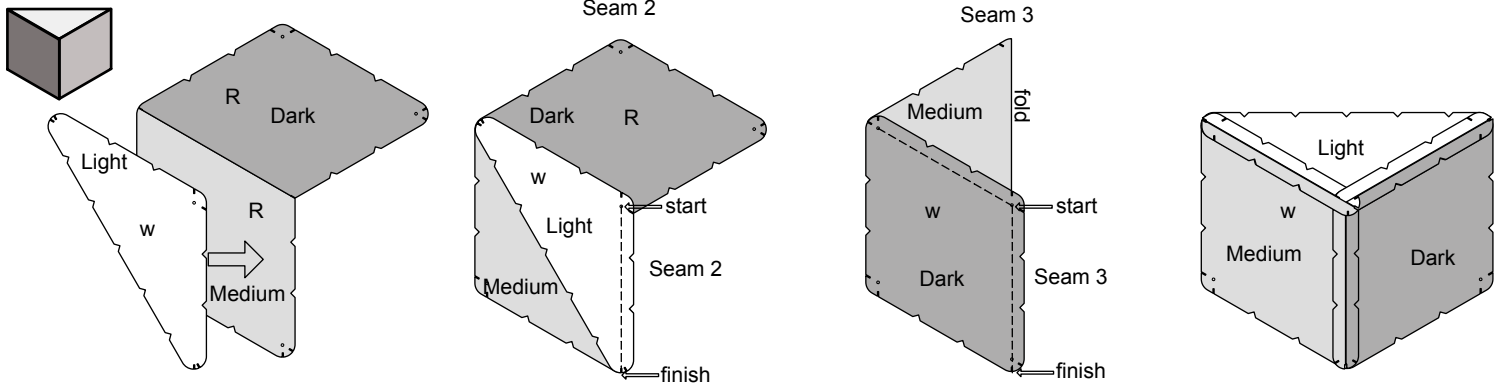 R
Dark
Light
w
R
Medium
Seam 2
Dark
R
w
Light
Medium
start
Seam 2
finish
Seam 3
Medium
fold
w
Dark
start
Seam 3
finish
Light
w
Medium
Dark